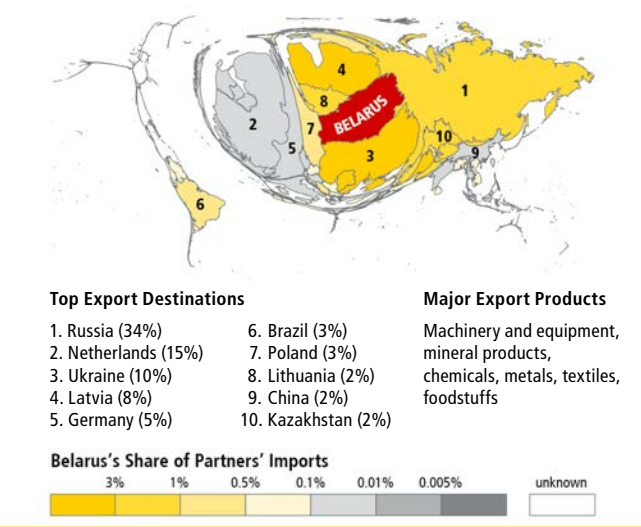 4
1
8
BELARUS
2
7
10
5
3
9
6
Top Export Destinations
1. Russia (34%)
2. Netherlands (15%)
3. Ukraine (10%)
4. Latvia (8%)
5. Germany (5%)
6. Brazil (3%)
7. Poland (3%)
8. Lithuania (2%)
9. China (2%)
10. Kazakhstan (2%)
Major Export Products
Machinery and equipment,
mineral products,
chemicals, metals, textiles,
foodstuffs
Belarus's Share of Partners' Imports
3% 1% 0.5% 0.1% 0.01% 0.005% unknown